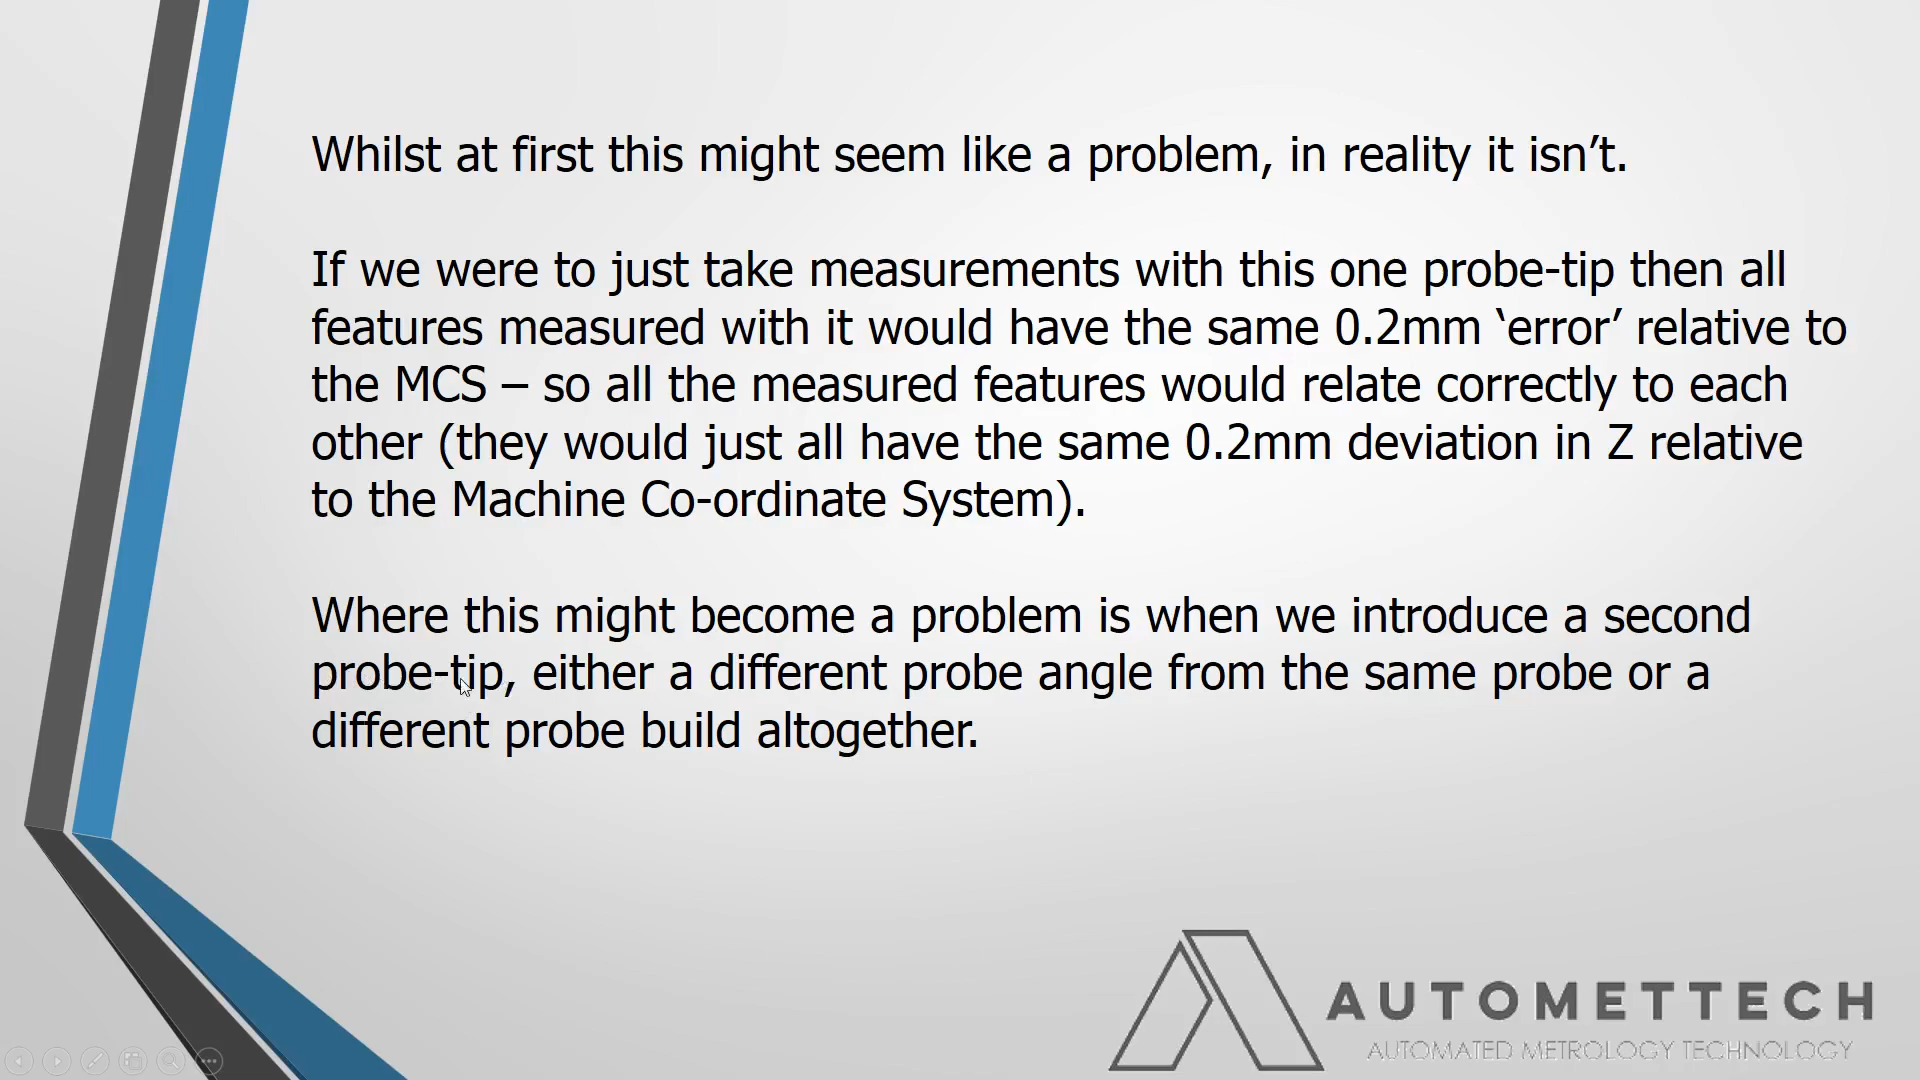 Whilst at first this might seem like a problem, in reality it isn’t.
If we were to just take measurements with this one probe-tip then all
features measured with it would have the same 0.2mm ‘error’ relative to
the MCS – so all the measured features would relate correctly to each
other (they would just all have the same 0.2mm deviation in Z relative
to the Machine Co-ordinate System).
Where this might become a problem is when we introduce a second
probe-tip, either a different probe angle from the same probe or a
different probe build altogether.
AUTOMETTECH
AUTOMATED METROLOGY TECHNOLOGY